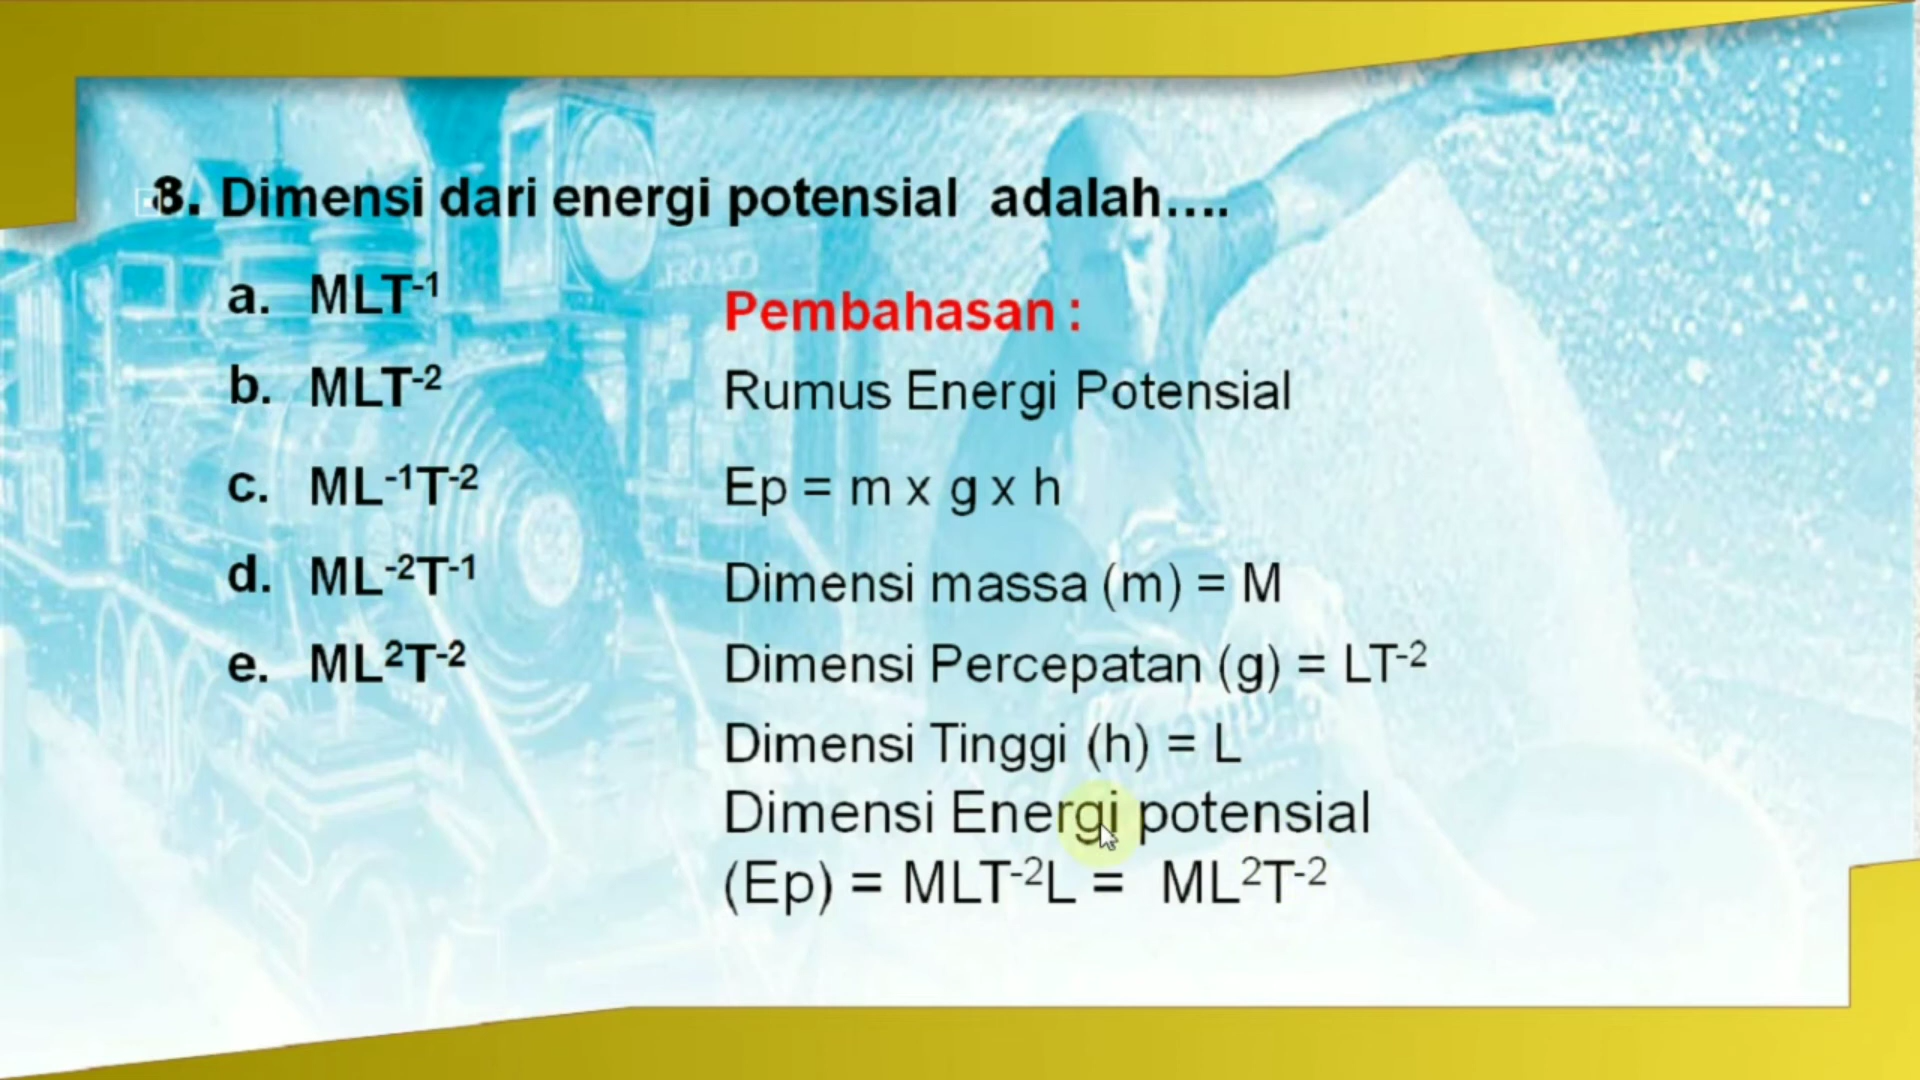 8. Dimensi dari energi potensial adalah....
a. MLT⁻¹
b. MLT⁻²
c. ML⁻¹T⁻²
d. ML⁻²T⁻¹
e. ML²T⁻²
Pembahasan :
Rumus Energi Potensial
Ep = m x g x h
Dimensi massa (m) = M
Dimensi Percepatan (g) = LT⁻²
Dimensi Tinggi (h) = L
Dimensi Energi potensial
(Ep) = MLT⁻²L = ML²T⁻²
ROAD